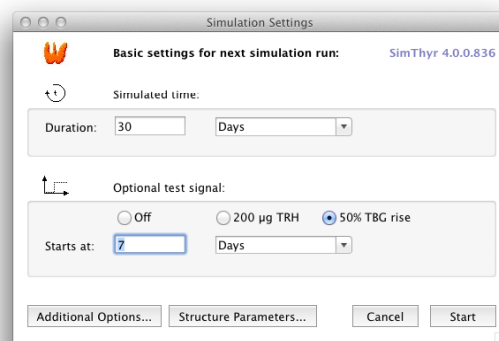 Simulation Settings
Basic settings for next simulation run: SimThyr 4.0.0.836
t
Simulated time:
Duration: 30 Days
Optional test signal:
Off 200 µg TRH 50% TBG rise
Starts at: 7 Days
Additional Options... Structure Parameters... Cancel Start